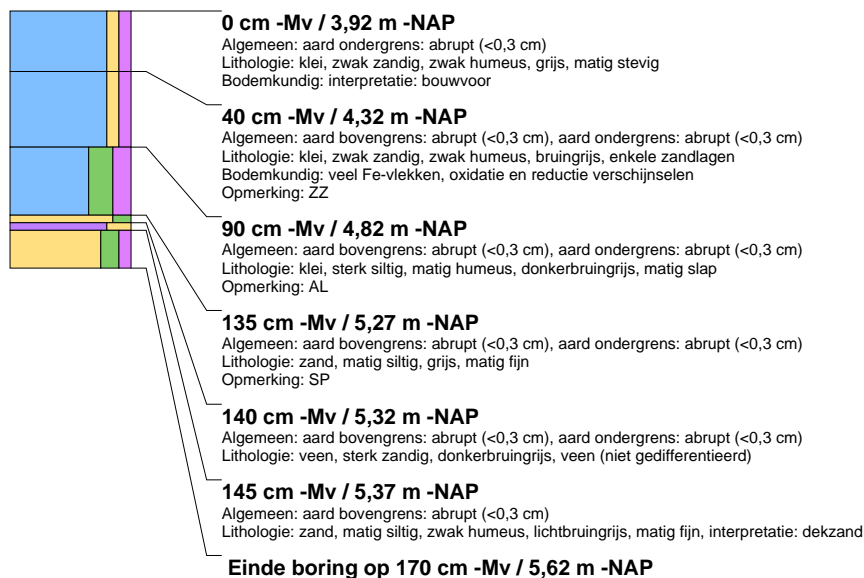 0 cm -Mv / 3,92 m -NAP
Algemeen: aard ondergrens: abrupt (<0,3 cm)
Lithologie: klei, zwak zandig, zwak humeus, grijs, matig stevig
Bodemkundig: interpretatie: bouwvoor
40 cm -Mv / 4,32 m -NAP
Algemeen: aard bovengrens: abrupt (<0,3 cm), aard ondergrens: abrupt (<0,3 cm)
Lithologie: klei, zwak zandig, zwak humeus, bruingrijs, enkele zandlagen
Bodemkundig: veel Fe-vlekken, oxidatie en reductie verschijnselen
Opmerking: ZZ
90 cm -Mv / 4,82 m -NAP
Algemeen: aard bovengrens: abrupt (<0,3 cm), aard ondergrens: abrupt (<0,3 cm)
Lithologie: klei, sterk siltig, matig humeus, donkerbruingrijs, matig slap
Opmerking: AL
135 cm -Mv / 5,27 m -NAP
Algemeen: aard bovengrens: abrupt (<0,3 cm), aard ondergrens: abrupt (<0,3 cm)
Lithologie: zand, matig siltig, grijs, matig fijn
Opmerking: SP
140 cm -Mv / 5,32 m -NAP
Algemeen: aard bovengrens: abrupt (<0,3 cm), aard ondergrens: abrupt (<0,3 cm)
Lithologie: veen, sterk zandig, donkerbruingrijs, veen (niet gedifferentieerd)
145 cm -Mv / 5,37 m -NAP
Algemeen: aard bovengrens: abrupt (<0,3 cm)
Lithologie: zand, matig siltig, zwak humeus, lichtbruingrijs, matig fijn, interpretatie: dekzand
Einde boring op 170 cm -Mv / 5,62 m -NAP